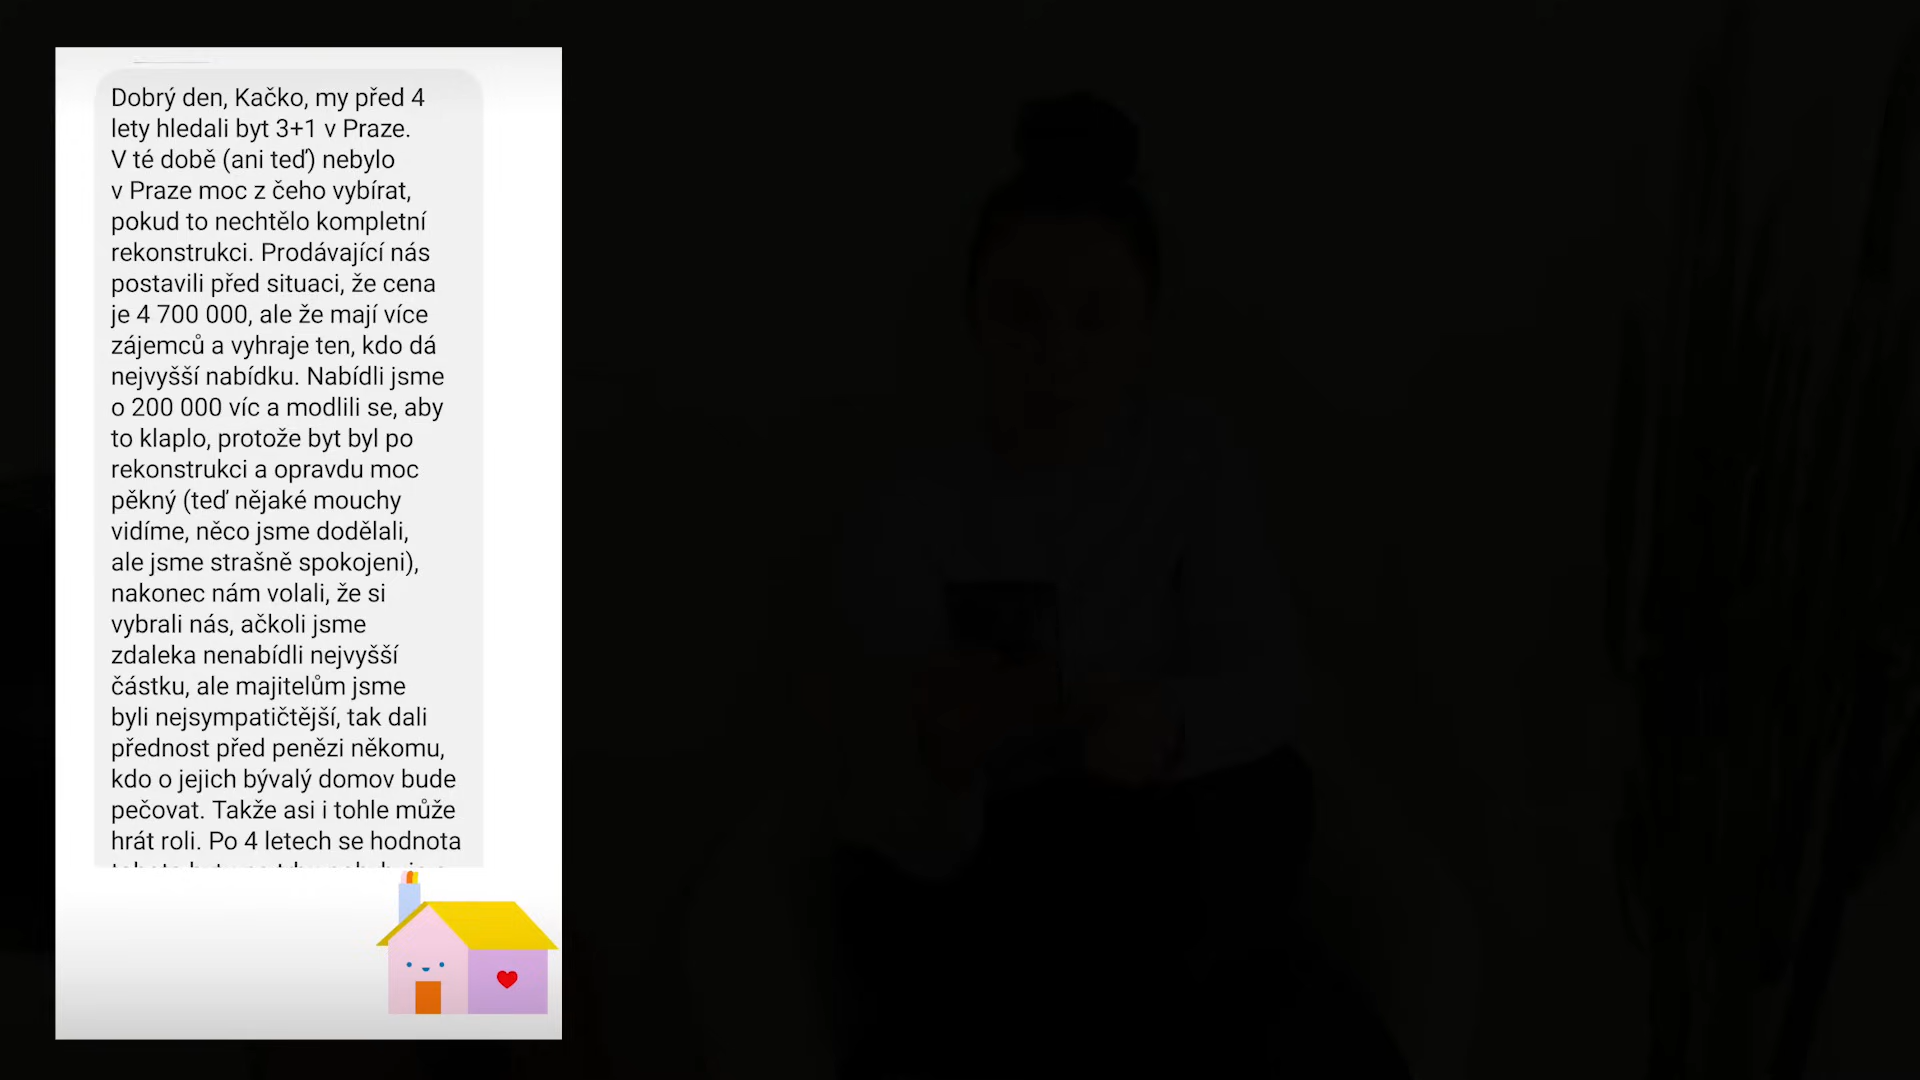 Dobrý den, Kačko, my před 4
lety hledali byt 3+1 v Praze.
V té době (ani teď) nebylo
v Praze moc z čeho vybírat,
pokud to nechtělo kompletní
rekonstrukci. Prodávající nás
postavili před situaci, že cena
je 4 700 000, ale že mají více
zájemců a vyhraje ten, kdo dá
nejvyšší nabídku. Nabídli jsme
o 200 000 víc a modlili se, aby
to klaplo, protože byt byl po
rekonstrukci a opravdu moc
pěkný (teď nějaké mouchy
vidíme, něco jsme dodělali,
ale jsme strašně spokojeni),
nakonec nám volali, že si
vybrali nás, ačkoli jsme
zdaleka nenabídli nejvyšší
částku, ale majitelům jsme
byli nejsympatičtější, tak dali
přednost před penězi někomu,
kdo o jejich bývalý domov bude
pečovat. Takže asi i tohle může
hrát roli. Po 4 letech se hodnota